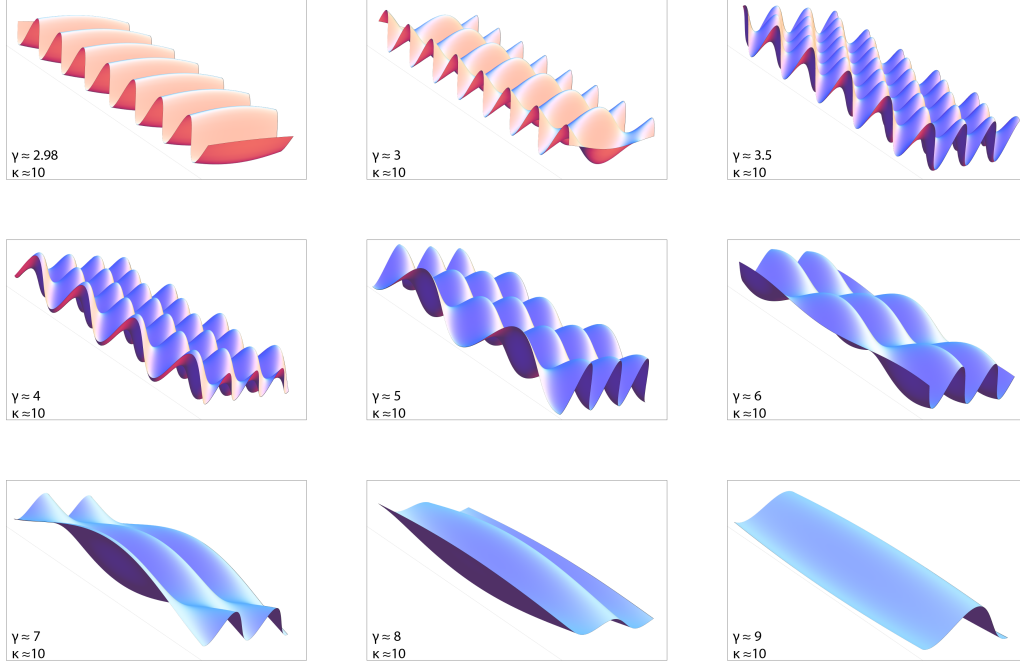 γ ≈ 2.98
κ ≈10
γ ≈ 3
κ ≈10
γ ≈ 3.5
κ ≈10
γ ≈ 4
κ ≈10
γ ≈ 5
κ ≈10
γ ≈ 6
κ ≈10
γ ≈ 7
κ ≈10
γ ≈ 8
κ ≈10
γ ≈ 9
κ ≈10